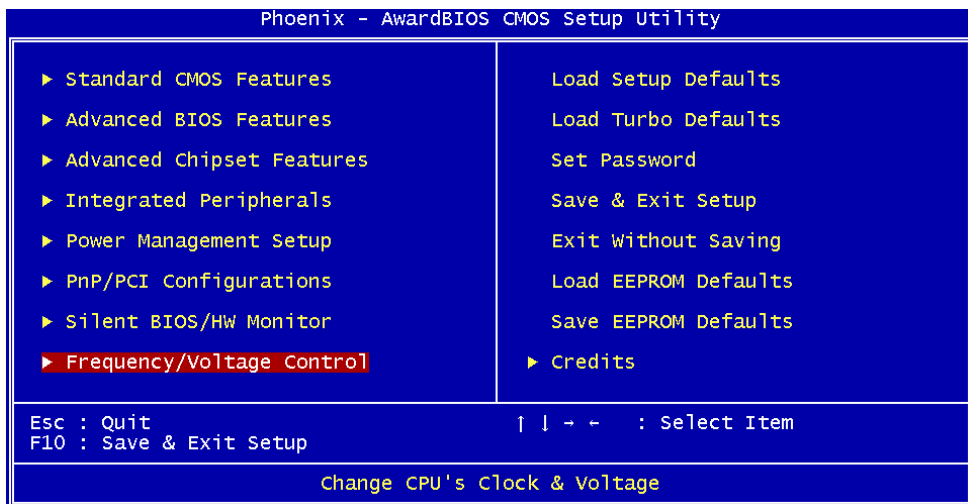 Phoenix - AwardBIOS CMOS Setup Utility
▶ Standard CMOS Features
▶ Advanced BIOS Features
▶ Advanced Chipset Features
▶ Integrated Peripherals
▶ Power Management Setup
▶ PnP/PCI Configurations
▶ Silent BIOS/HW Monitor
▶ Frequency/Voltage Control
Load Setup Defaults
Load Turbo Defaults
Set Password
Save & Exit Setup
Exit Without Saving
Load EEPROM Defaults
Save EEPROM Defaults
▶ Credits
Esc : Quit
F10 : Save & Exit Setup
↑ ↓ → ← : Select Item
Change CPU's Clock & Voltage